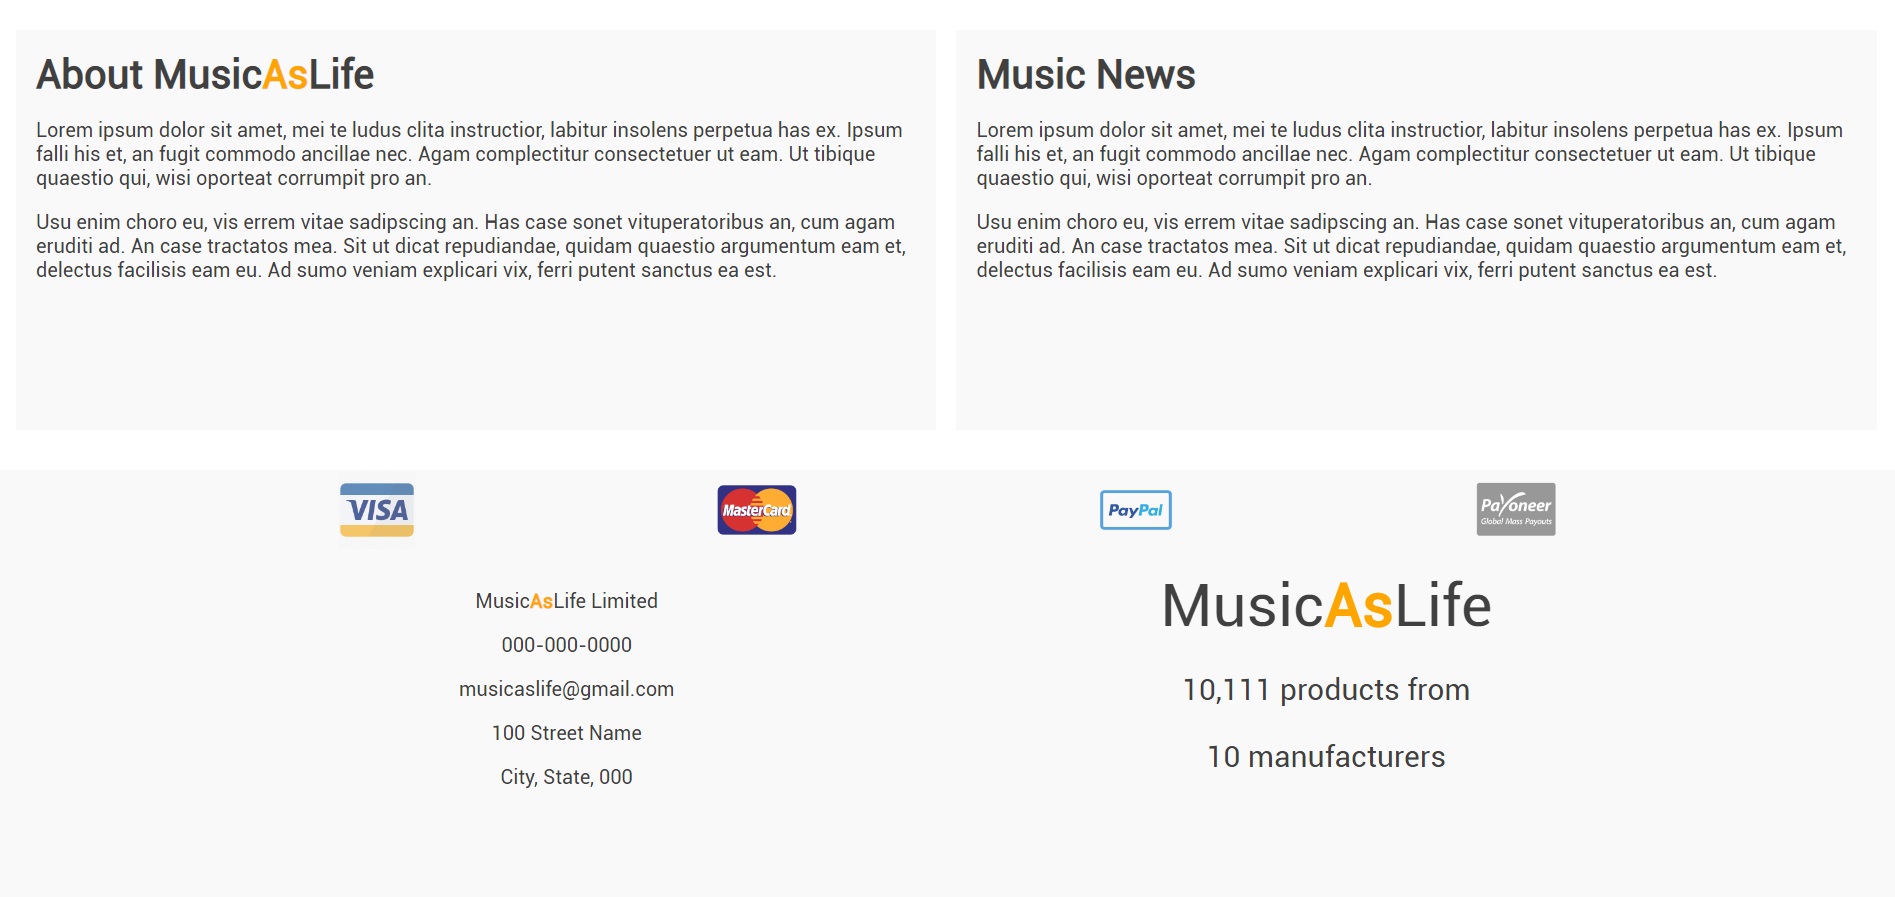 About MusicAsLife
Lorem ipsum dolor sit amet, mei te ludus clita instructior, labitur insolens perpetua has ex. Ipsum
falli his et, an fugit commodo ancillae nec. Agam complectitur consectetuer ut eam. Ut tibique
quaestio qui, wisi oporteat corrumpit pro an.
Usu enim choro eu, vis errem vitae sadipscing an. Has case sonet vituperatoribus an, cum agam
eruditi ad. An case tractatos mea. Sit ut dicat repudiandae, quidam quaestio argumentum eam et,
delectus facilisis eam eu. Ad sumo veniam explicari vix, ferri putent sanctus ea est.
Music News
Lorem ipsum dolor sit amet, mei te ludus clita instructior, labitur insolens perpetua has ex. Ipsum
falli his et, an fugit commodo ancillae nec. Agam complectitur consectetuer ut eam. Ut tibique
quaestio qui, wisi oporteat corrumpit pro an.
Usu enim choro eu, vis errem vitae sadipscing an. Has case sonet vituperatoribus an, cum agam
eruditi ad. An case tractatos mea. Sit ut dicat repudiandae, quidam quaestio argumentum eam et,
delectus facilisis eam eu. Ad sumo veniam explicari vix, ferri putent sanctus ea est.
VISA
MasterCard
PayPal
Payoneer
Global Mass Payouts
MusicAsLife Limited
000-000-0000
musicaslife@gmail.com
100 Street Name
City, State, 000
MusicAsLife
10,111 products from
10 manufacturers